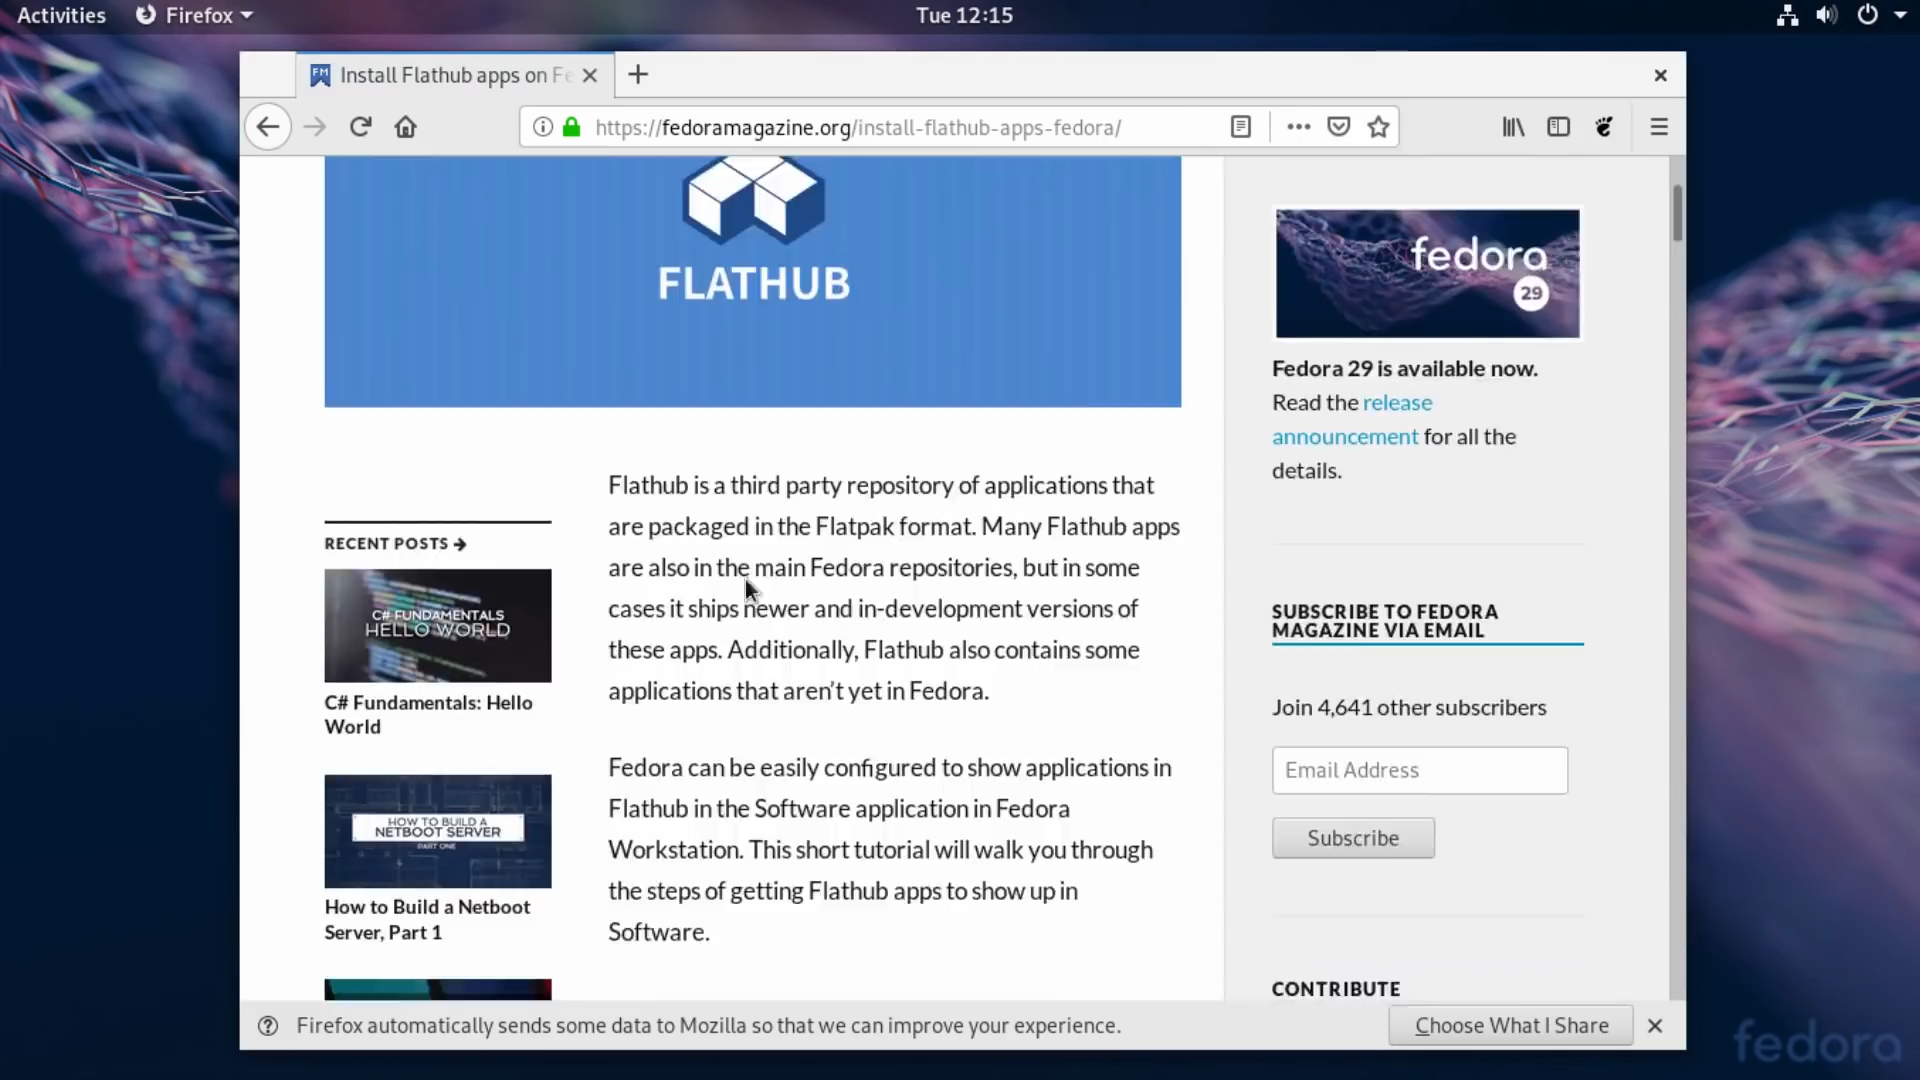 Activities
Firefox
Tue 12:15
FM
Install Flathub apps on Fe
https://fedoramagazine.org/install-flathub-apps-fedora/
FLATHUB
Flathub is a third party repository of applications that
are packaged in the Flatpak format. Many Flathub apps
are also in the main Fedora repositories, but in some
cases it ships newer and in-development versions of
these apps. Additionally, Flathub also contains some
applications that aren't yet in Fedora.
Fedora can be easily configured to show applications in
Flathub in the Software application in Fedora
Workstation. This short tutorial will walk you through
the steps of getting Flathub apps to show up in
Software.
RECENT POSTS →
C# FUNDAMENTALS
HELLO WORLD
C# Fundamentals: Hello
World
HOW TO BUILD A
NETBOOT SERVER
PART ONE
How to Build a Netboot
Server, Part 1
fedora
29
Fedora 29 is available now.
Read the release
announcement for all the
details.
SUBSCRIBE TO FEDORA
MAGAZINE VIA EMAIL
Join 4,641 other subscribers
Email Address
Subscribe
CONTRIBUTE
Firefox automatically sends some data to Mozilla so that we can improve your experience.
Choose What I Share
fedora